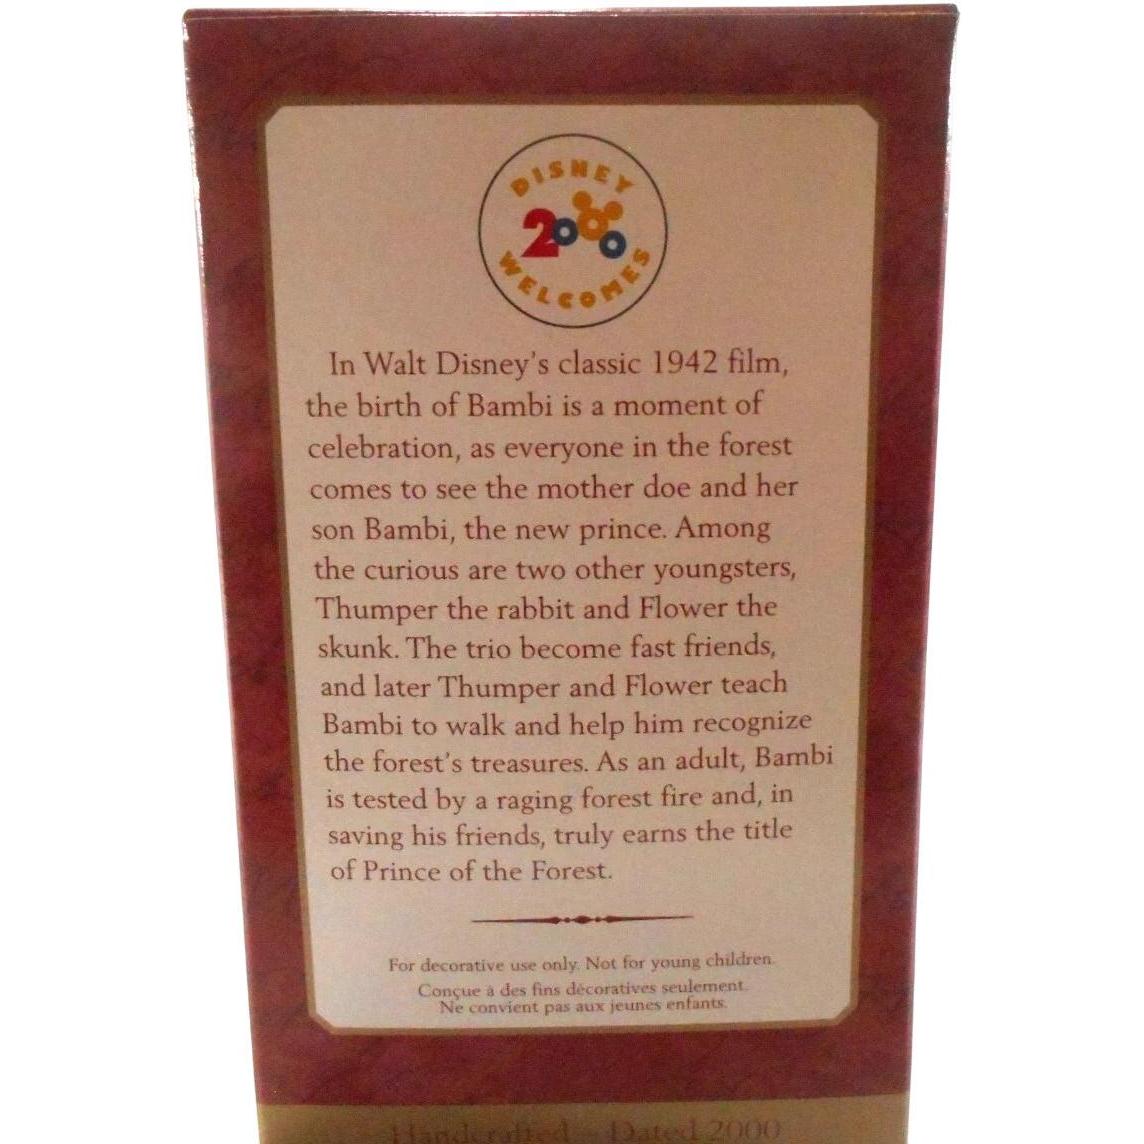 DISNEY
2000
WELCOMES
In Walt Disney's classic 1942 film,
the birth of Bambi is a moment of
celebration, as everyone in the forest
comes to see the mother doe and her
son Bambi, the new prince. Among
the curious are two other youngsters,
Thumper the rabbit and Flower the
skunk. The trio become fast friends,
and later Thumper and Flower teach
Bambi to walk and help him recognize
the forest's treasures. As an adult, Bambi
is tested by a raging forest fire and, in
saving his friends, truly earns the title
of Prince of the Forest.
For decorative use only. Not for young children.
Conçue à des fins décoratives seulement.
Ne convient pas aux jeunes enfants.
Handcrafted – Dated 2000